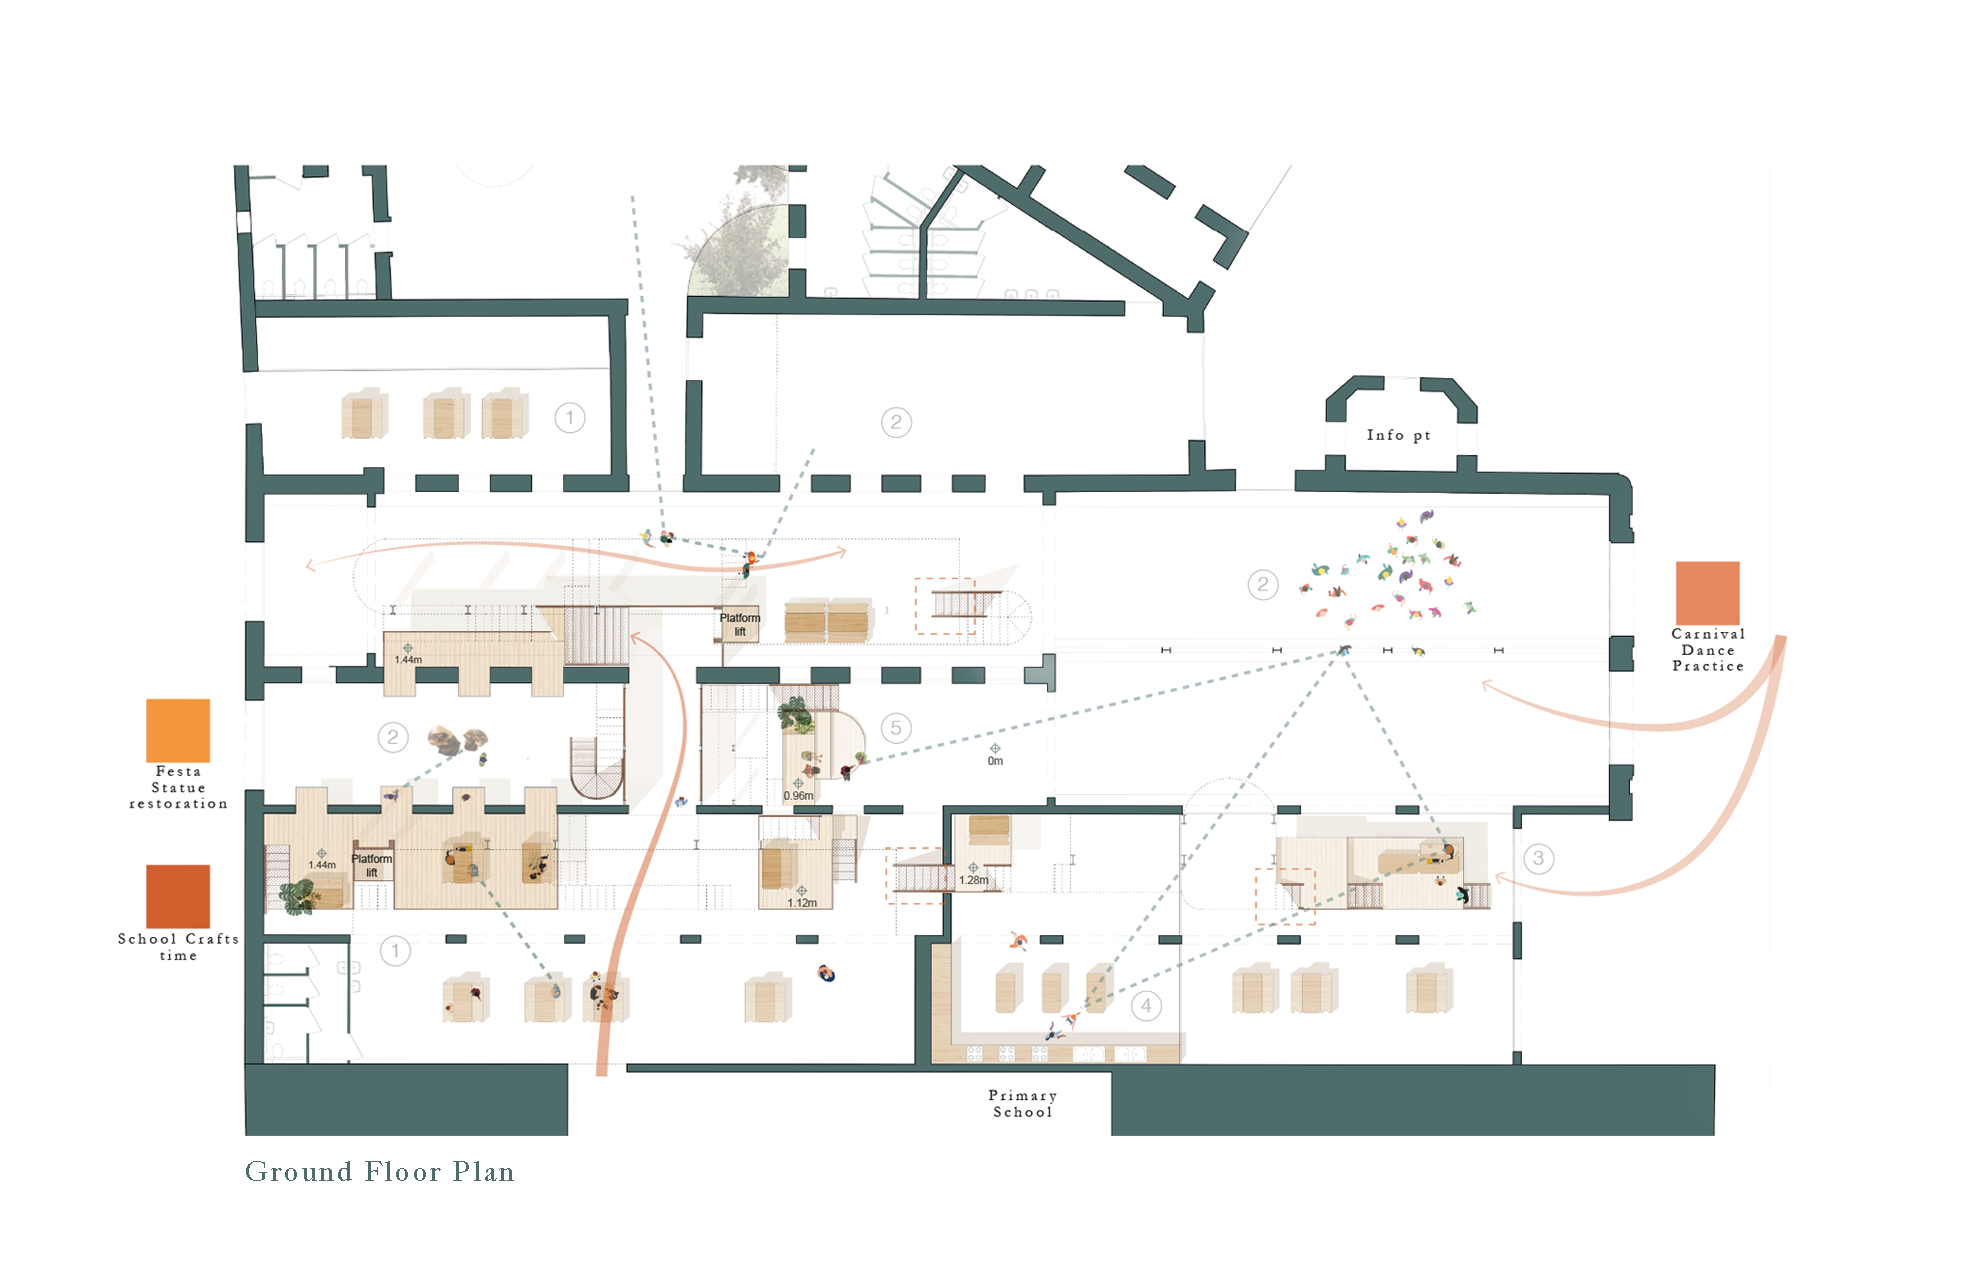 1
2
Info pt
2
Platform
lift
1.44m
Carnival
Dance
Practice
2
5
0m
0.96m
Festa
Statue
restoration
1.44m
Platform
lift
1.12m
1.28m
3
School Crafts
time
1
4
Primary
School
Ground Floor Plan